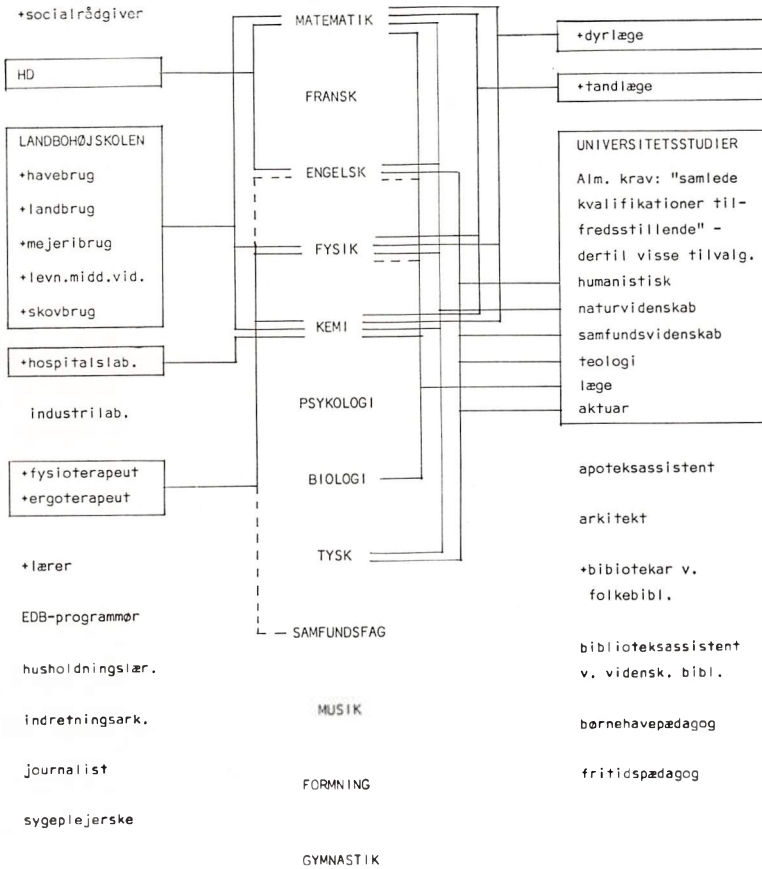 +socialrådgiver
HD
LANDBOHØJSKOLEN
+havebrug
+landbrug
+mejeribrug
+levn.midd.vid.
+skovbrug
+hospitalslab.
industrilab.
+fysioterapeut
+ergoterapeut
+lærer
EDB-programmør
husholdningslær.
indretningsark.
journalist
sygeplejerske
MATEMATIK
FRANSK
ENGELSK
FYSIK
KEMI
PSYKOLOGI
BIOLOGI
TYSK
SAMFUNDSFAG
MUSIK
FORMNING
GYMNASTIK
+dyrlæge
+tandlæge
UNIVERSITETSSTUDIER
Alm. krav: "samlede
kvalifikationer til-
fredsstillende" -
dertil visse tilvalg.
humanistisk
naturvidenskab
samfundsvidenskab
teologi
læge
aktuar
apoteksassistent
arkitekt
+bibiotekar v.
folkebibl.
biblioteksassistent
v. vidensk. bibl.
børnehavepædagog
fritidspædagog